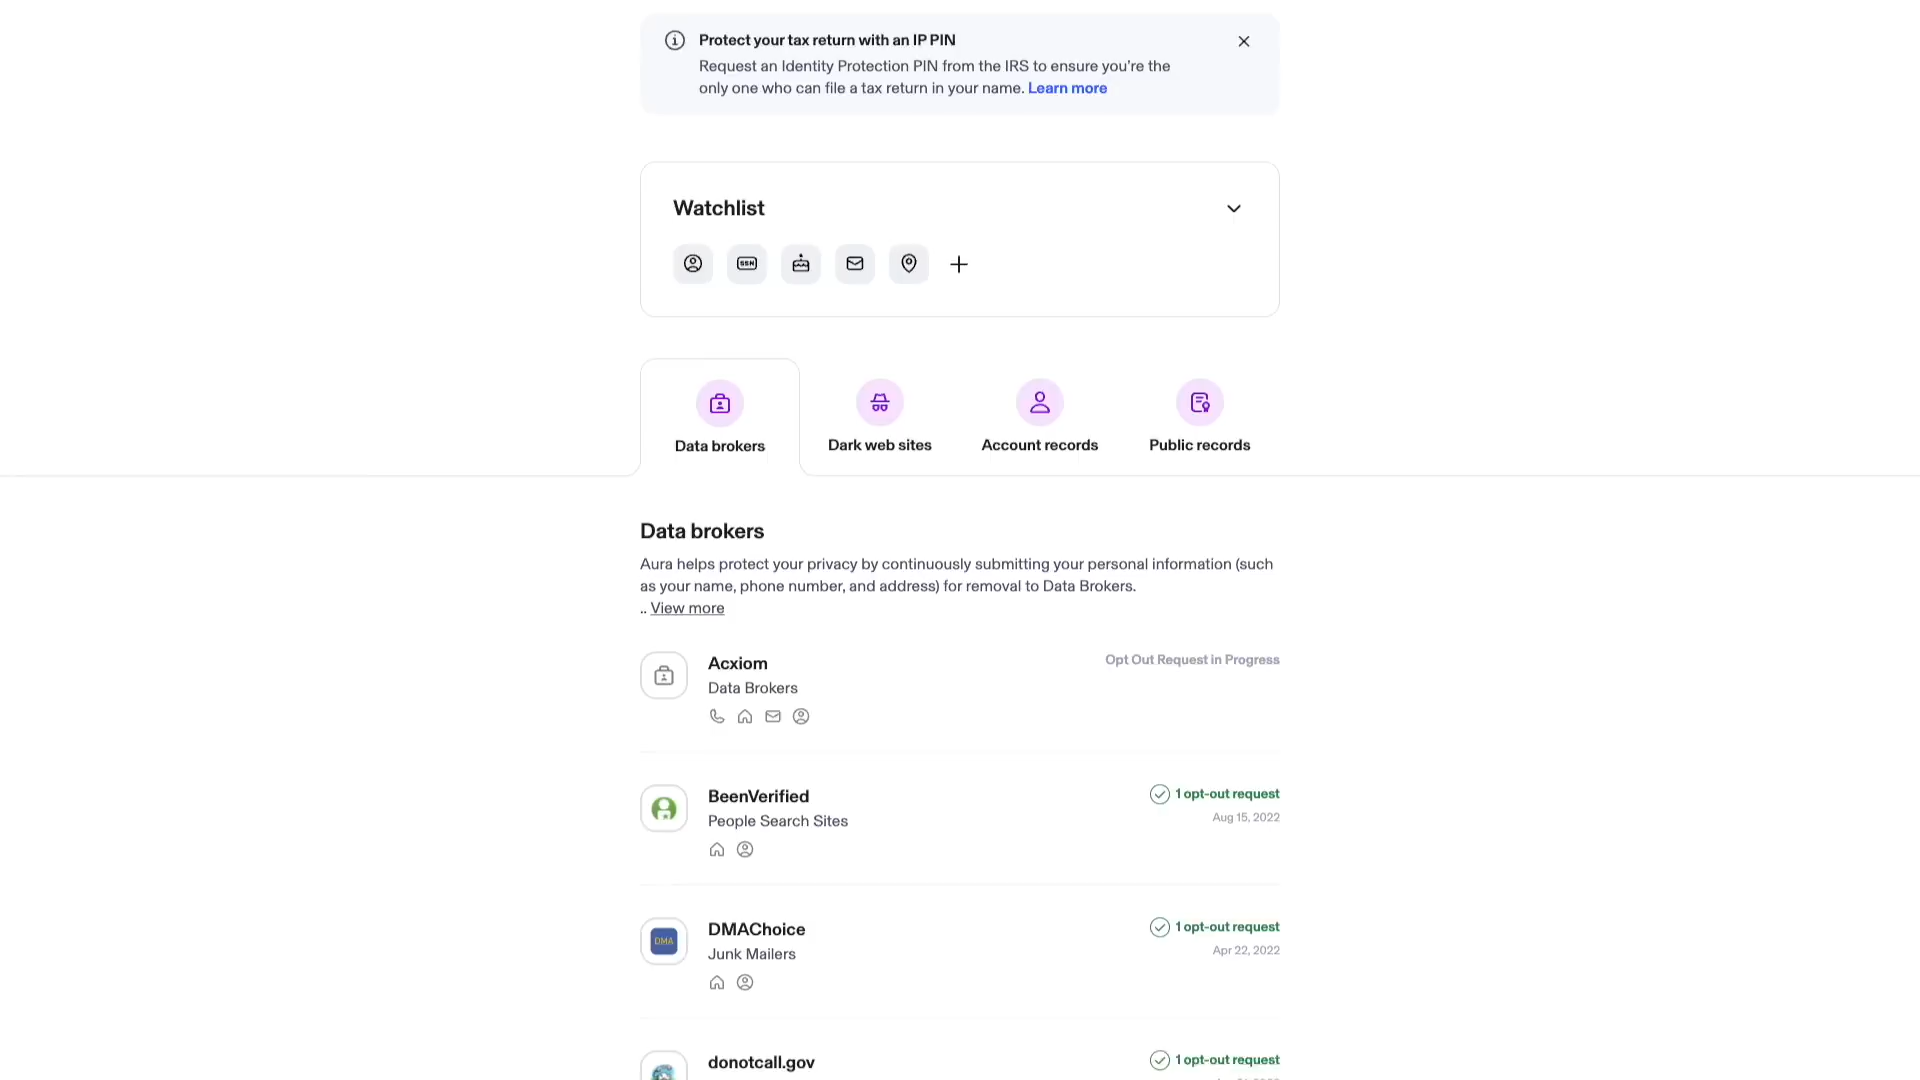 Protect your tax return with an IP PIN
Request an Identity Protection PIN from the IRS to ensure you're the
only one who can file a tax return in your name. Learn more
Watchlist
SSN
Data brokers
Dark web sites
Account records
Public records
Data brokers
Aura helps protect your privacy by continuously submitting your personal information (such
as your name, phone number, and address) for removal to Data Brokers.
.. View more
Acxiom
Opt Out Request in Progress
Data Brokers
BeenVerified
1 opt-out request
People Search Sites
Aug 15, 2022
DMA
DMAChoice
1 opt-out request
Junk Mailers
Apr 22, 2022
donotcall.gov
1 opt-out request